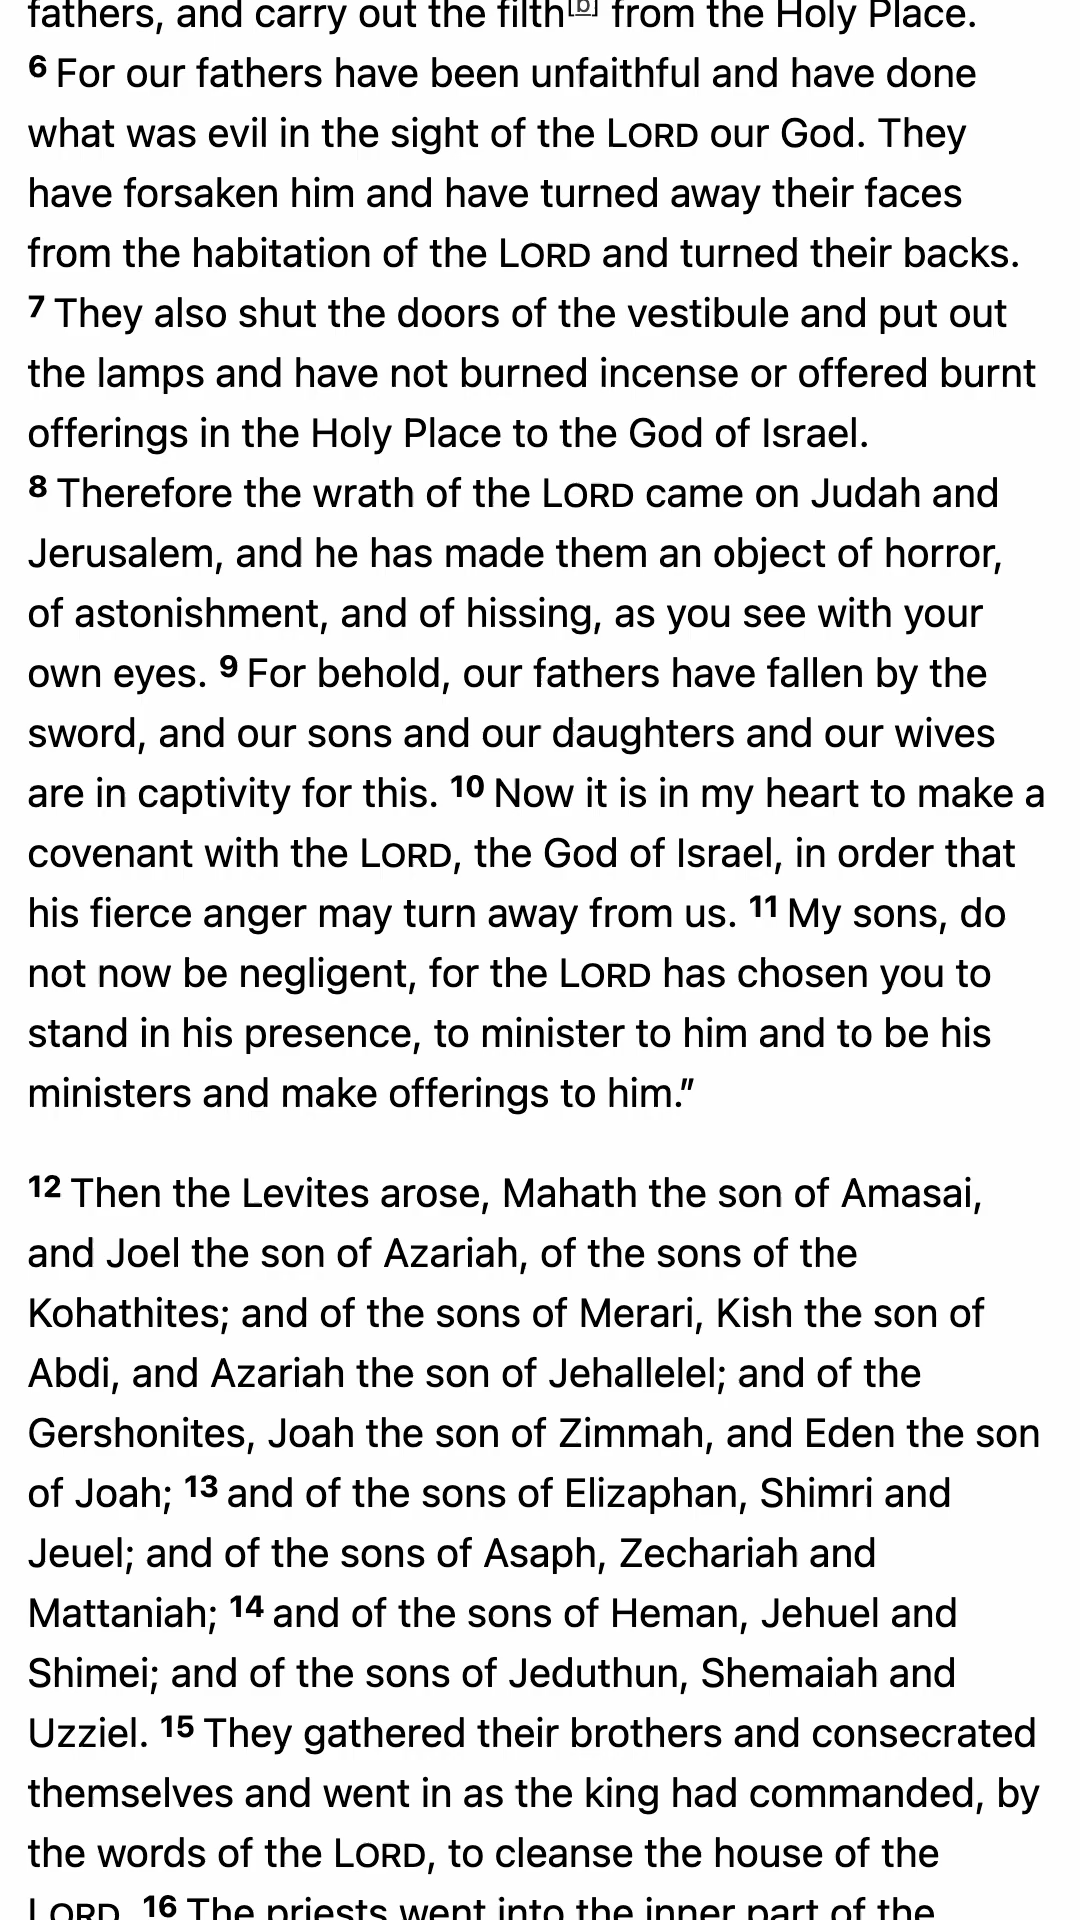 fathers, and carry out the filth[b] from the Holy Place.
6 For our fathers have been unfaithful and have done
what was evil in the sight of the LORD our God. They
have forsaken him and have turned away their faces
from the habitation of the LORD and turned their backs.
7 They also shut the doors of the vestibule and put out
the lamps and have not burned incense or offered burnt
offerings in the Holy Place to the God of Israel.
8 Therefore the wrath of the LORD came on Judah and
Jerusalem, and he has made them an object of horror,
of astonishment, and of hissing, as you see with your
own eyes. 9 For behold, our fathers have fallen by the
sword, and our sons and our daughters and our wives
are in captivity for this. 10 Now it is in my heart to make a
covenant with the LORD, the God of Israel, in order that
his fierce anger may turn away from us. 11 My sons, do
not now be negligent, for the LORD has chosen you to
stand in his presence, to minister to him and to be his
ministers and make offerings to him.”
12 Then the Levites arose, Mahath the son of Amasai,
and Joel the son of Azariah, of the sons of the
Kohathites; and of the sons of Merari, Kish the son of
Abdi, and Azariah the son of Jehallelel; and of the
Gershonites, Joah the son of Zimmah, and Eden the son
of Joah; 13 and of the sons of Elizaphan, Shimri and
Jeuel; and of the sons of Asaph, Zechariah and
Mattaniah; 14 and of the sons of Heman, Jehuel and
Shimei; and of the sons of Jeduthun, Shemaiah and
Uzziel. 15 They gathered their brothers and consecrated
themselves and went in as the king had commanded, by
the words of the LORD, to cleanse the house of the
LORD. 16 The priests went into the inner part of the